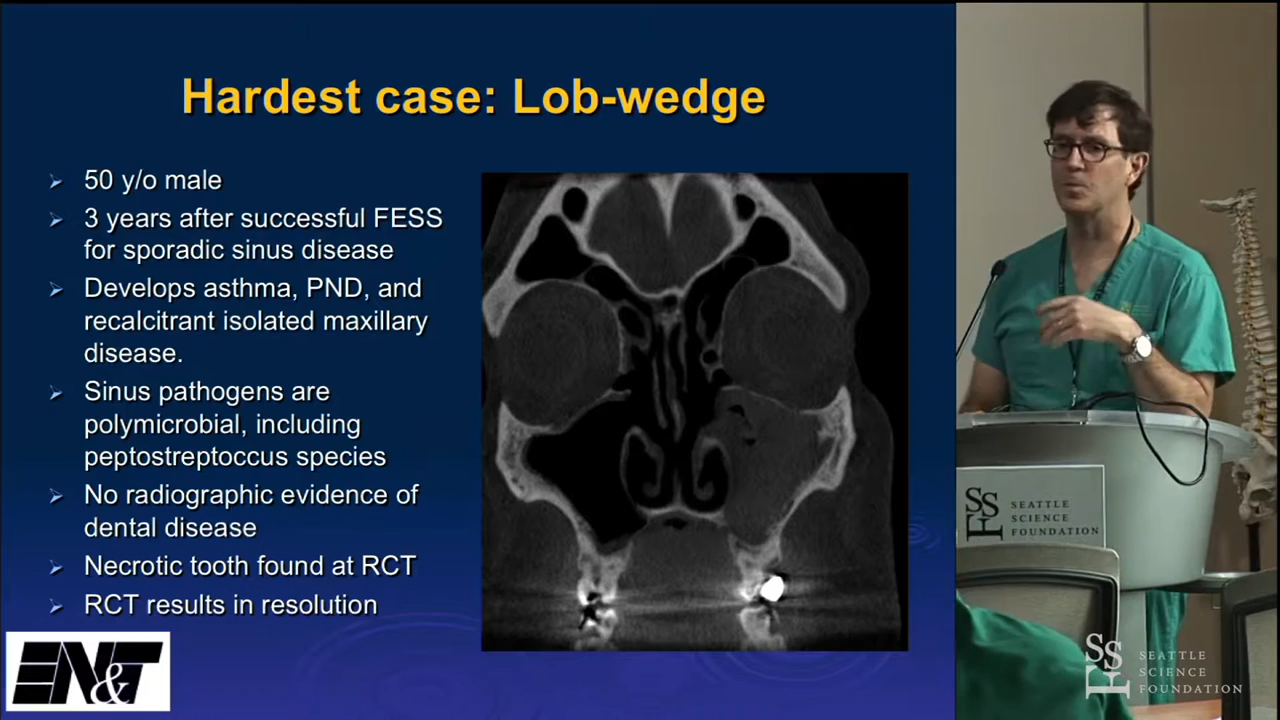 Hardest case: Lob-wedge
50 y/o male
3 years after successful FESS
for sporadic sinus disease
Develops asthma, PND, and
recalcitrant isolated maxillary
disease.
Sinus pathogens are
polymicrobial, including
peptostreptoccus species
No radiographic evidence of
dental disease
Necrotic tooth found at RCT
RCT results in resolution
EN&T
SSF
SEATTLE
SCIENCE
FOUNDATION
SSF
SEATTLE
SCIENCE
FOUNDATION